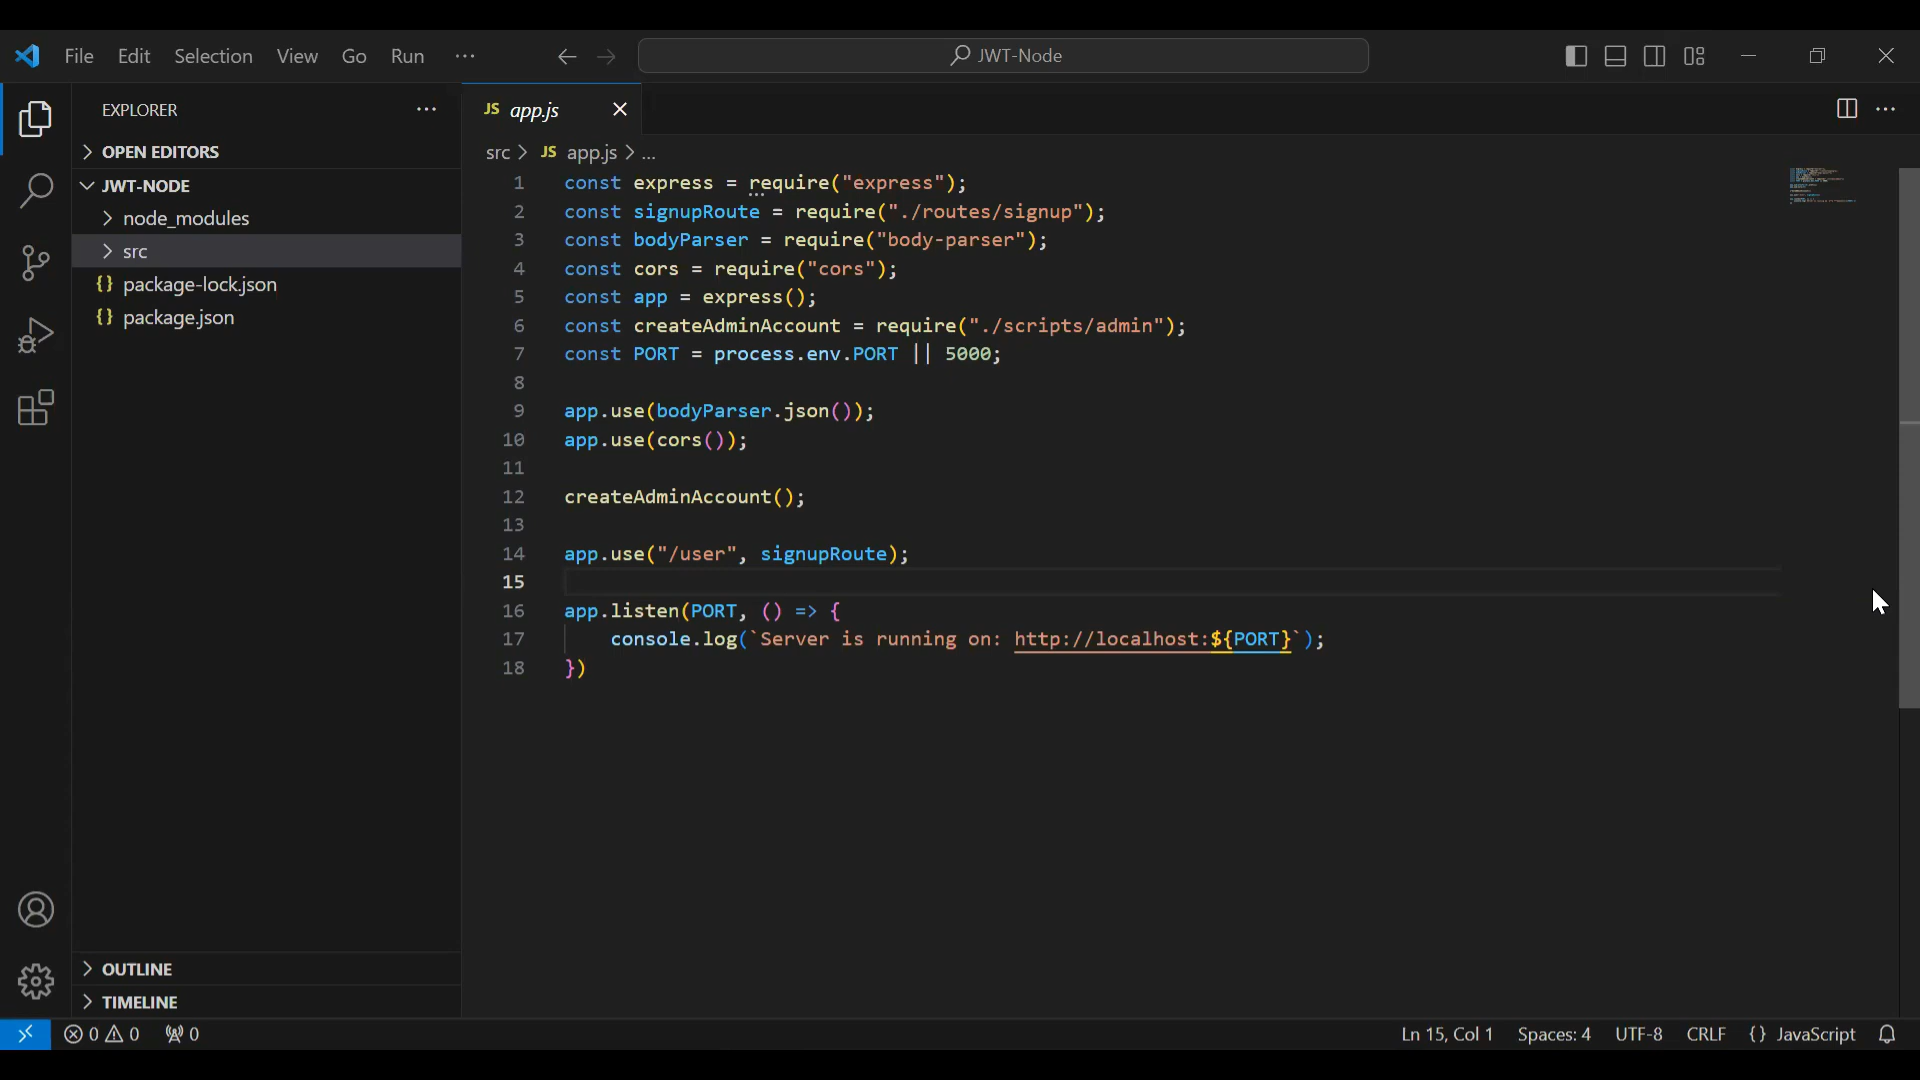 File Edit Selection View Go Run ...
JWT-Node
EXPLORER
OPEN EDITORS
JWT-NODE
node_modules
src
{} package-lock.json
{} package.json
OUTLINE
TIMELINE
JS app.js
src > JS app.js > ...
1 const express = require("express");
2 const signupRoute = require("./routes/signup");
3 const bodyParser = require("body-parser");
4 const cors = require("cors");
5 const app = express();
6 const createAdminAccount = require("./scripts/admin");
7 const PORT = process.env.PORT || 5000;
8
9 app.use(bodyParser.json());
10 app.use(cors());
11
12 createAdminAccount();
13
14 app.use("/user", signupRoute);
15
16 app.listen(PORT, () => {
17     console.log(`Server is running on: http://localhost:${PORT}`);
18 })
0 0 0
Ln 15, Col 1 Spaces: 4 UTF-8 CRLF {} JavaScript